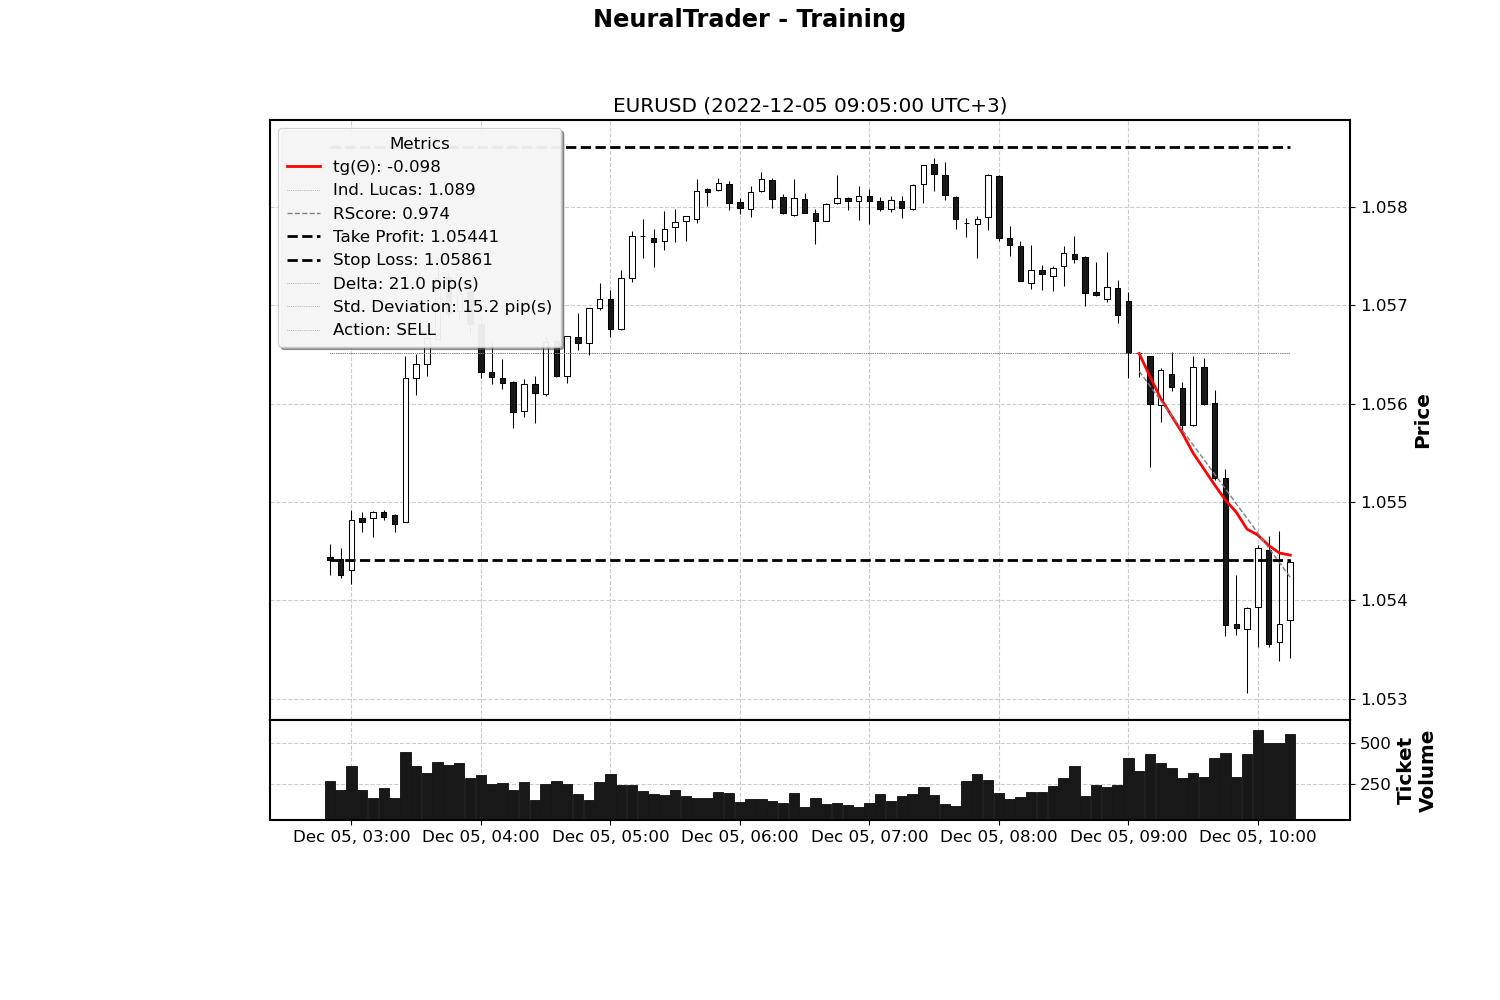 NeuralTrader - Training
EURUSD (2022-12-05 09:05:00 UTC+3)
Metrics
tg(Θ): -0.098
Ind. Lucas: 1.089
RScore: 0.974
Take Profit: 1.05441
Stop Loss: 1.05861
Delta: 21.0 pip(s)
Std. Deviation: 15.2 pip(s)
Action: SELL
1.058
1.057
1.056
1.055
1.054
1.053
Price
500
250
Ticket
Volume
Dec 05, 03:00 Dec 05, 04:00 Dec 05, 05:00 Dec 05, 06:00 Dec 05, 07:00 Dec 05, 08:00 Dec 05, 09:00 Dec 05, 10:00